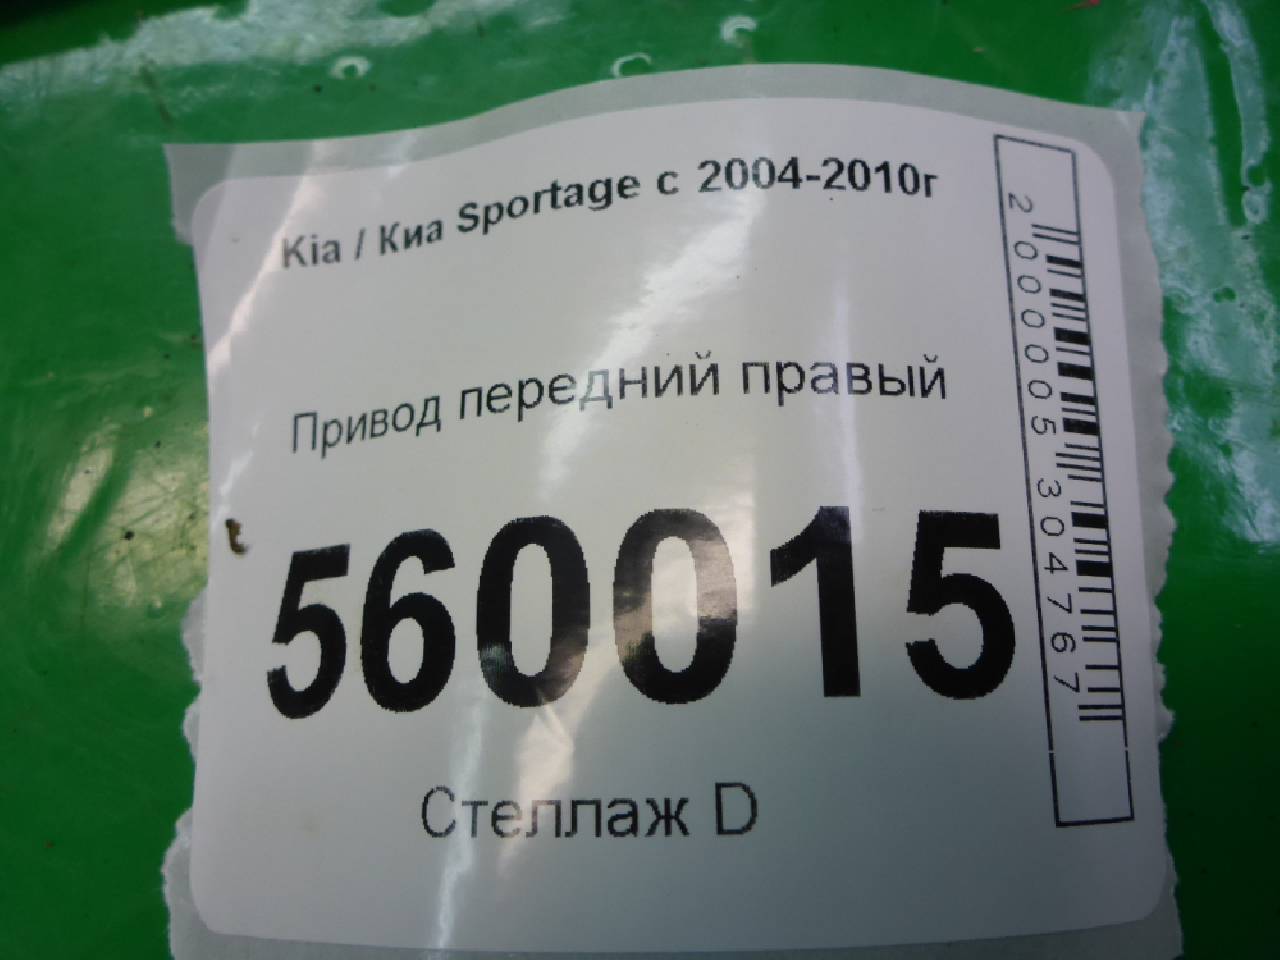 Kia / Киа Sportage с 2004-2010г
Привод передний правый
560015
Стеллаж D
2000005304767